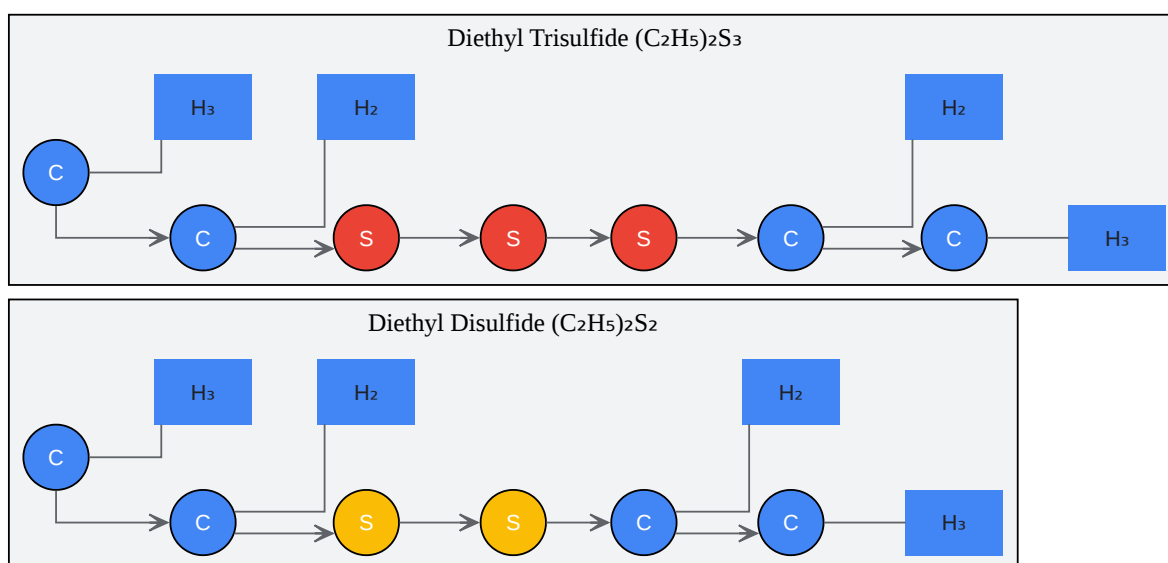 Diethyl Trisulfide (C₂H₅)₂S₃
H₃
H₂
H₂
C
C
S
S
S
C
C
H₃
Diethyl Disulfide (C₂H₅)₂S₂
H₃
H₂
H₂
C
C
S
S
C
C
H₃